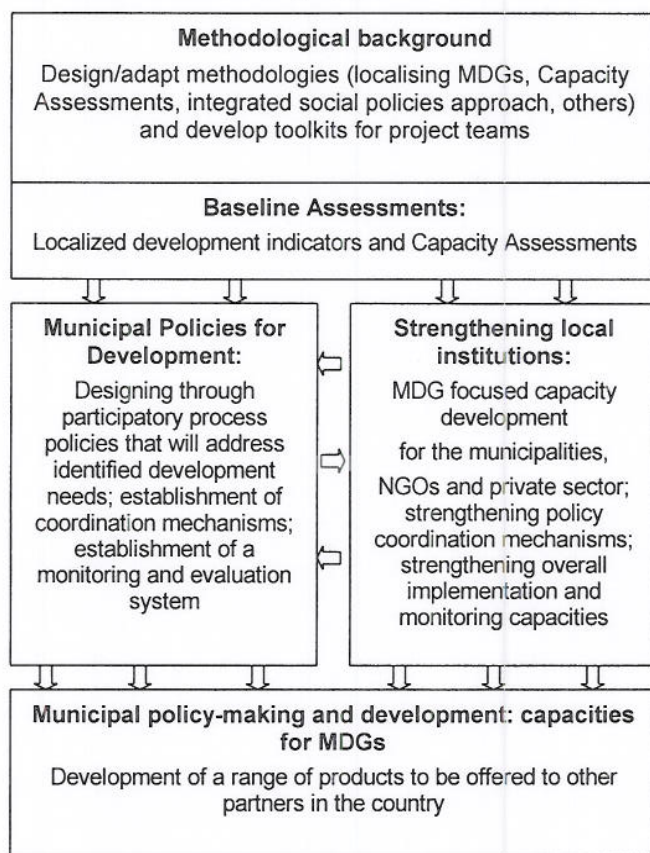 Methodological background
Design/adapt methodologies (localising MDGs, Capacity
Assessments, integrated social policies approach, others)
and develop toolkits for project teams
Baseline Assessments:
Localized development indicators and Capacity Assessments
Municipal Policies for
Development:
Designing through
participatory process
policies that will address
identified development
needs; establishment of
coordination mechanisms;
establishment of a
monitoring and evaluation
system
Strengthening local
institutions:
MDG focused capacity
development
for the municipalities,
NGOs and private sector;
strengthening policy
coordination mechanisms;
strengthening overall
implementation and
monitoring capacities
Municipal policy-making and development: capacities
for MDGs
Development of a range of products to be offered to other
partners in the country